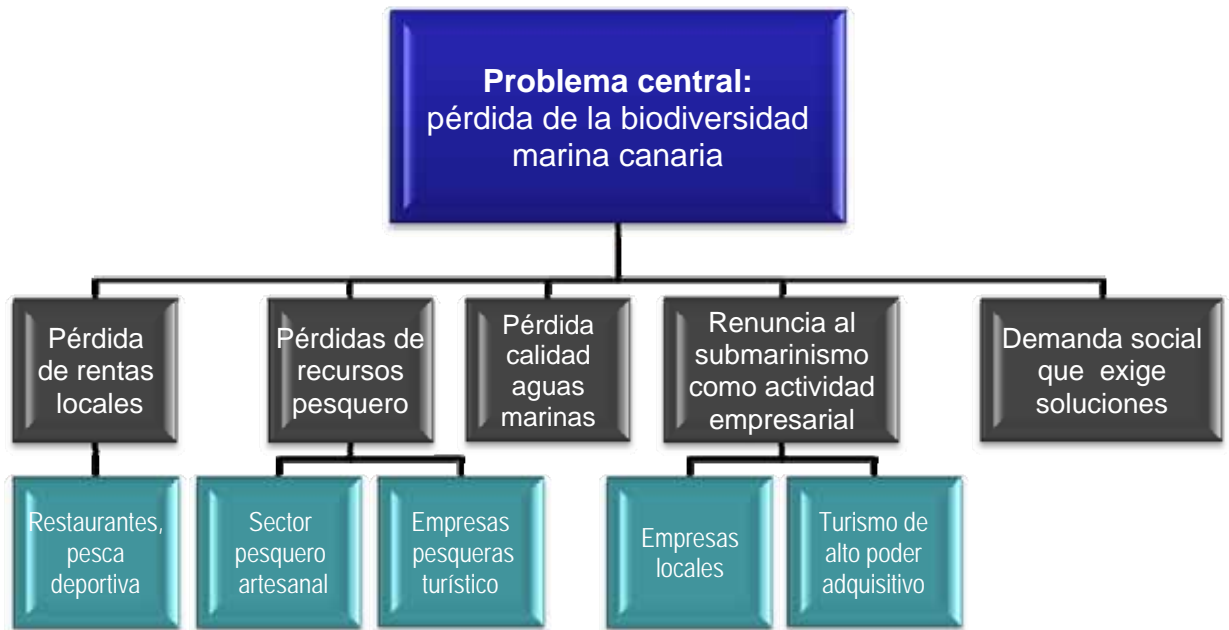 Problema central:
pérdida de la biodiversidad
marina canaria
Pérdida
de rentas
locales
Pérdidas de
recursos
pesquero
Pérdida
calidad
aguas
marinas
Renuncia al
submarinismo
como actividad
empresarial
Demanda social
que exige
soluciones
Restaurantes,
pesca
deportiva
Sector
pesquero
artesanal
Empresas
pesqueras
turístico
Empresas
locales
Turismo de
alto poder
adquisitivo